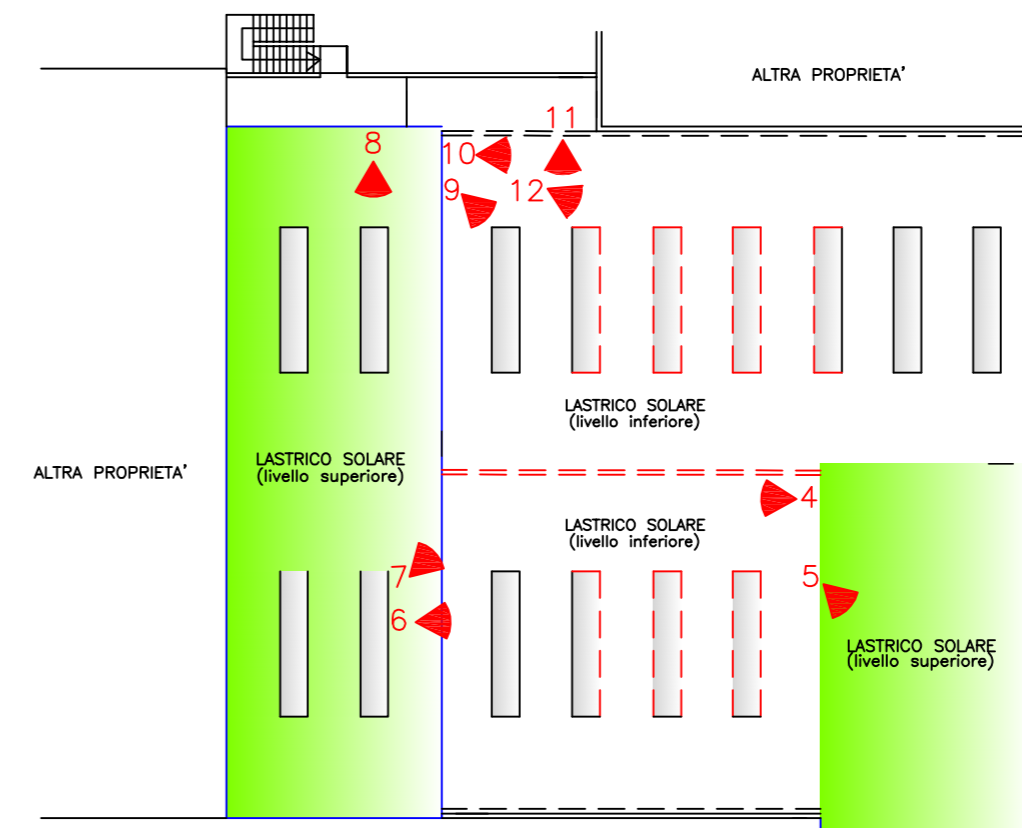 ALTRA PROPRIETA'
11
8
10
9
12
LASTRICO SOLARE
(livello inferiore)
ALTRA PROPRIETA'
LASTRICO SOLARE
(livello superiore)
4
LASTRICO SOLARE
(livello inferiore)
7
5
6
LASTRICO SOLARE
(livello superiore)